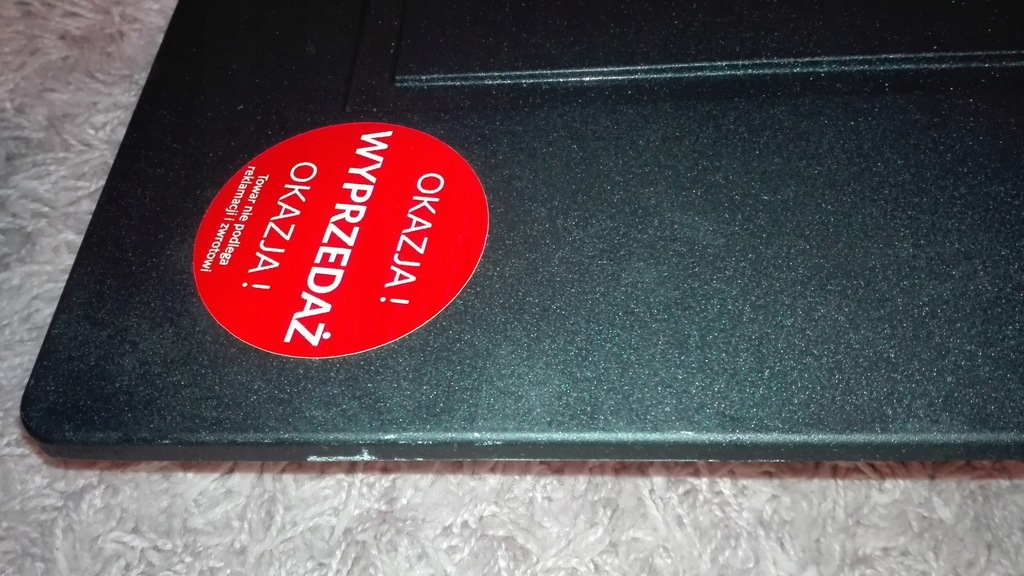 OKAZJA!
WYPRZEDAŻ
OKAZJA!
Towar nie podlega
reklamacji i zwrotowi